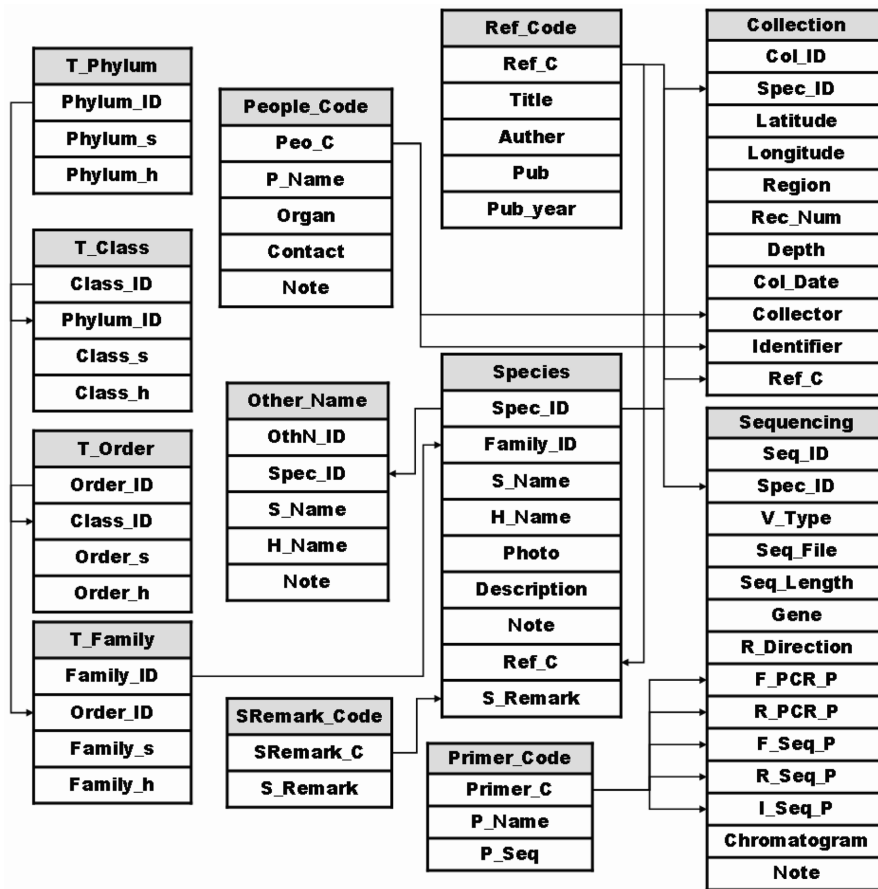 T_Phylum
Phylum_ID
Phylum_s
Phylum_h
T_Class
Class_ID
Phylum_ID
Class_s
Class_h
T_Order
Order_ID
Class_ID
Order_s
Order_h
T_Family
Family_ID
Order_ID
Family_s
Family_h
People_Code
Peo_C
P_Name
Organ
Contact
Note
Other_Name
OthN_ID
Spec_ID
S_Name
H_Name
Note
SRemark_Code
SRemark_C
S_Remark
Ref_Code
Ref_C
Title
Auther
Pub
Pub_year
Species
Spec_ID
Family_ID
S_Name
H_Name
Photo
Description
Note
Ref_C
S_Remark
Primer_Code
Primer_C
P_Name
P_Seq
Collection
Col_ID
Spec_ID
Latitude
Longitude
Region
Rec_Num
Depth
Col_Date
Collector
Identifier
Ref_C
Sequencing
Seq_ID
Spec_ID
V_Type
Seq_File
Seq_Length
Gene
R_Direction
F_PCR_P
R_PCR_P
F_Seq_P
R_Seq_P
I_Seq_P
Chromatogram
Note